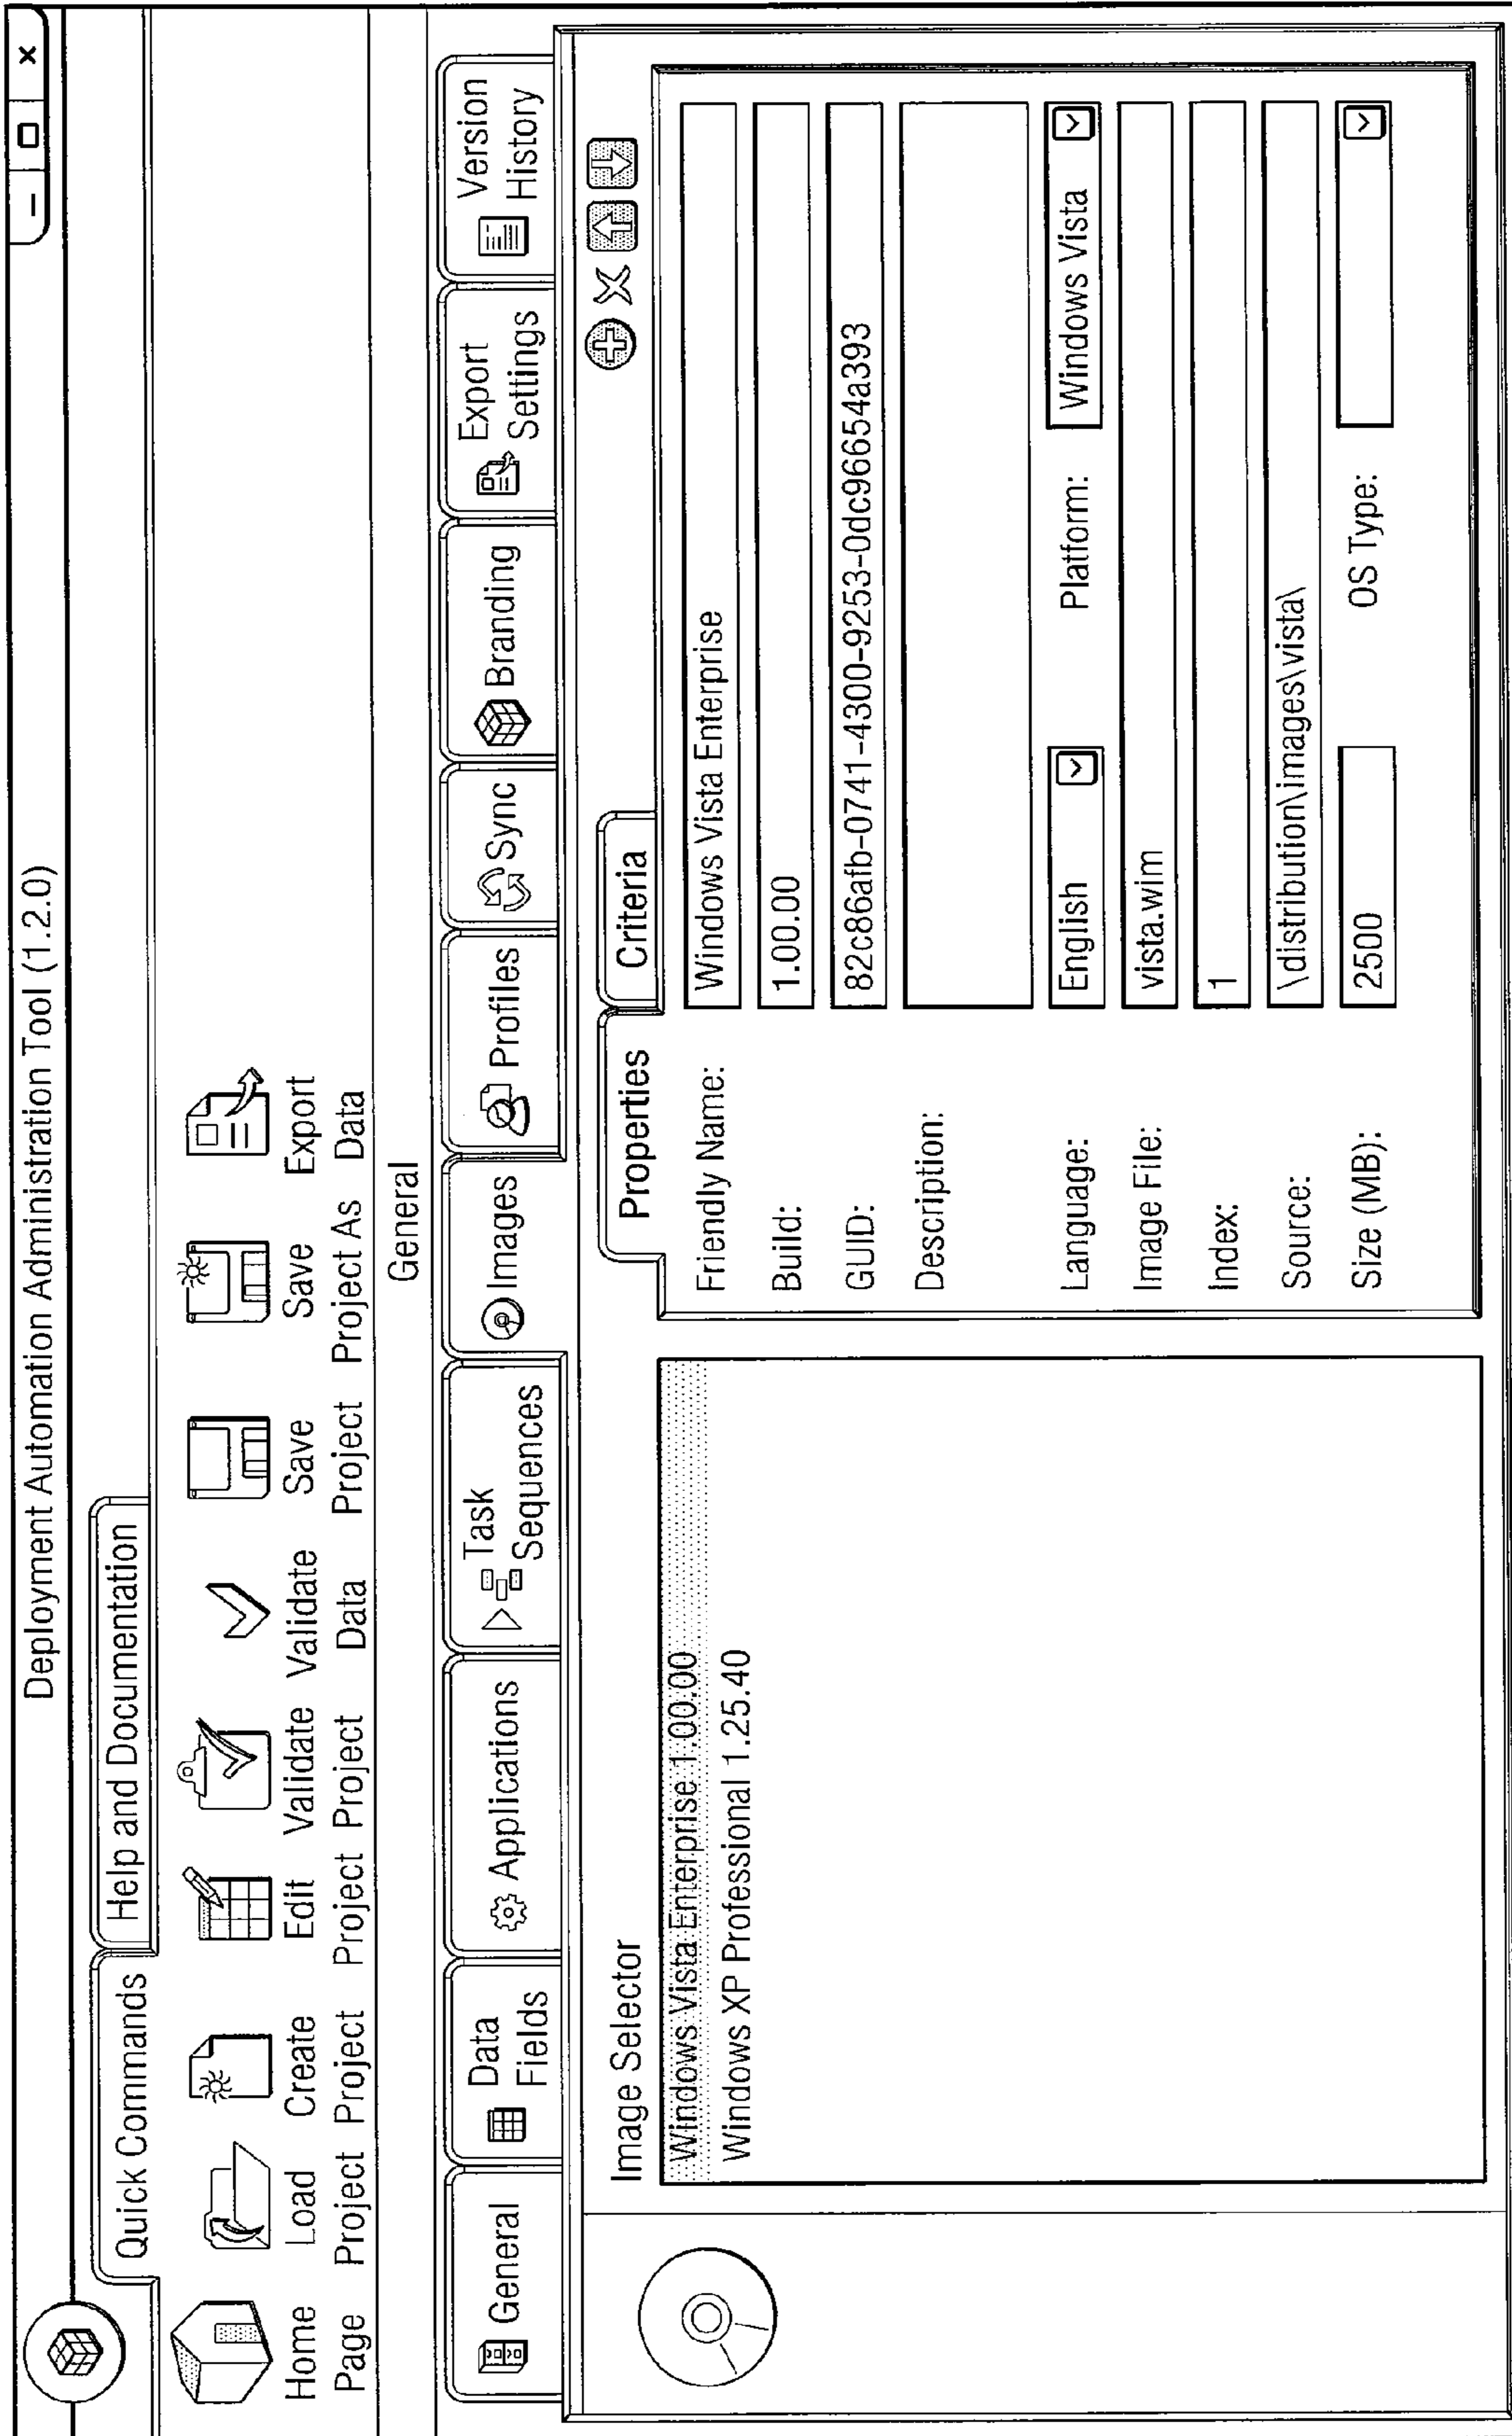 Deployment Automation Administration Tool (1.2.0)
Quick Commands
Help and Documentation
Home Page
Load Project
Create Project
Edit Project
Validate Project
Validate Data
Save Project
Save Project As
Export Data
General
General
Data Fields
Applications
Task Sequences
Images
Profiles
Sync
Branding
Export Settings
Version History
Image Selector
Windows Vista Enterprise 1.00.00
Windows XP Professional 1.25.40
Properties
Criteria
Friendly Name: Windows Vista Enterprise
Build: 1.00.00
GUID: 82c86afb-0741-4300-9253-0dc96654a393
Description:
Language: English Platform: Windows Vista
Image File: vista.wim
Index: 1
Source: \distribution\images\vista\
Size (MB): 2500 OS Type: